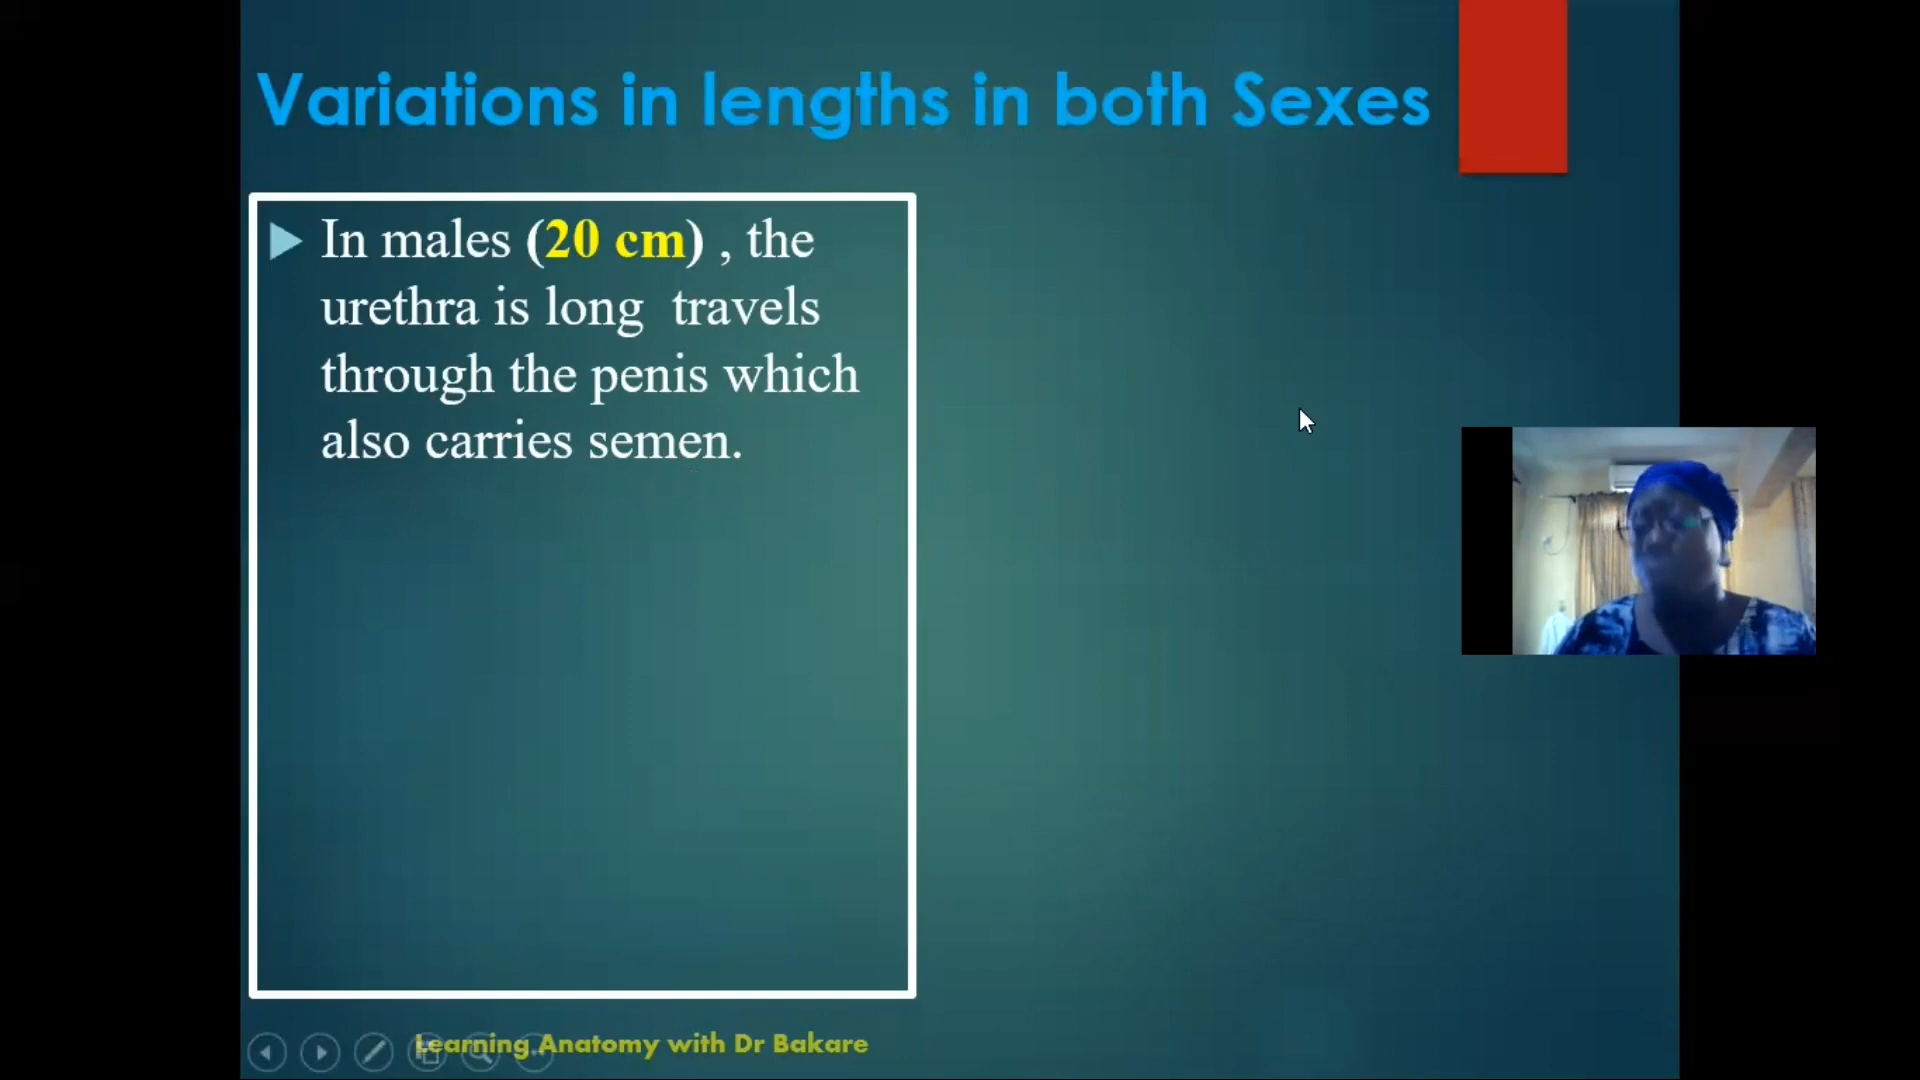 Variations in lengths in both Sexes
In males (20 cm) , the
urethra is long travels
through the penis which
also carries semen.
Learning Anatomy with Dr Bakare